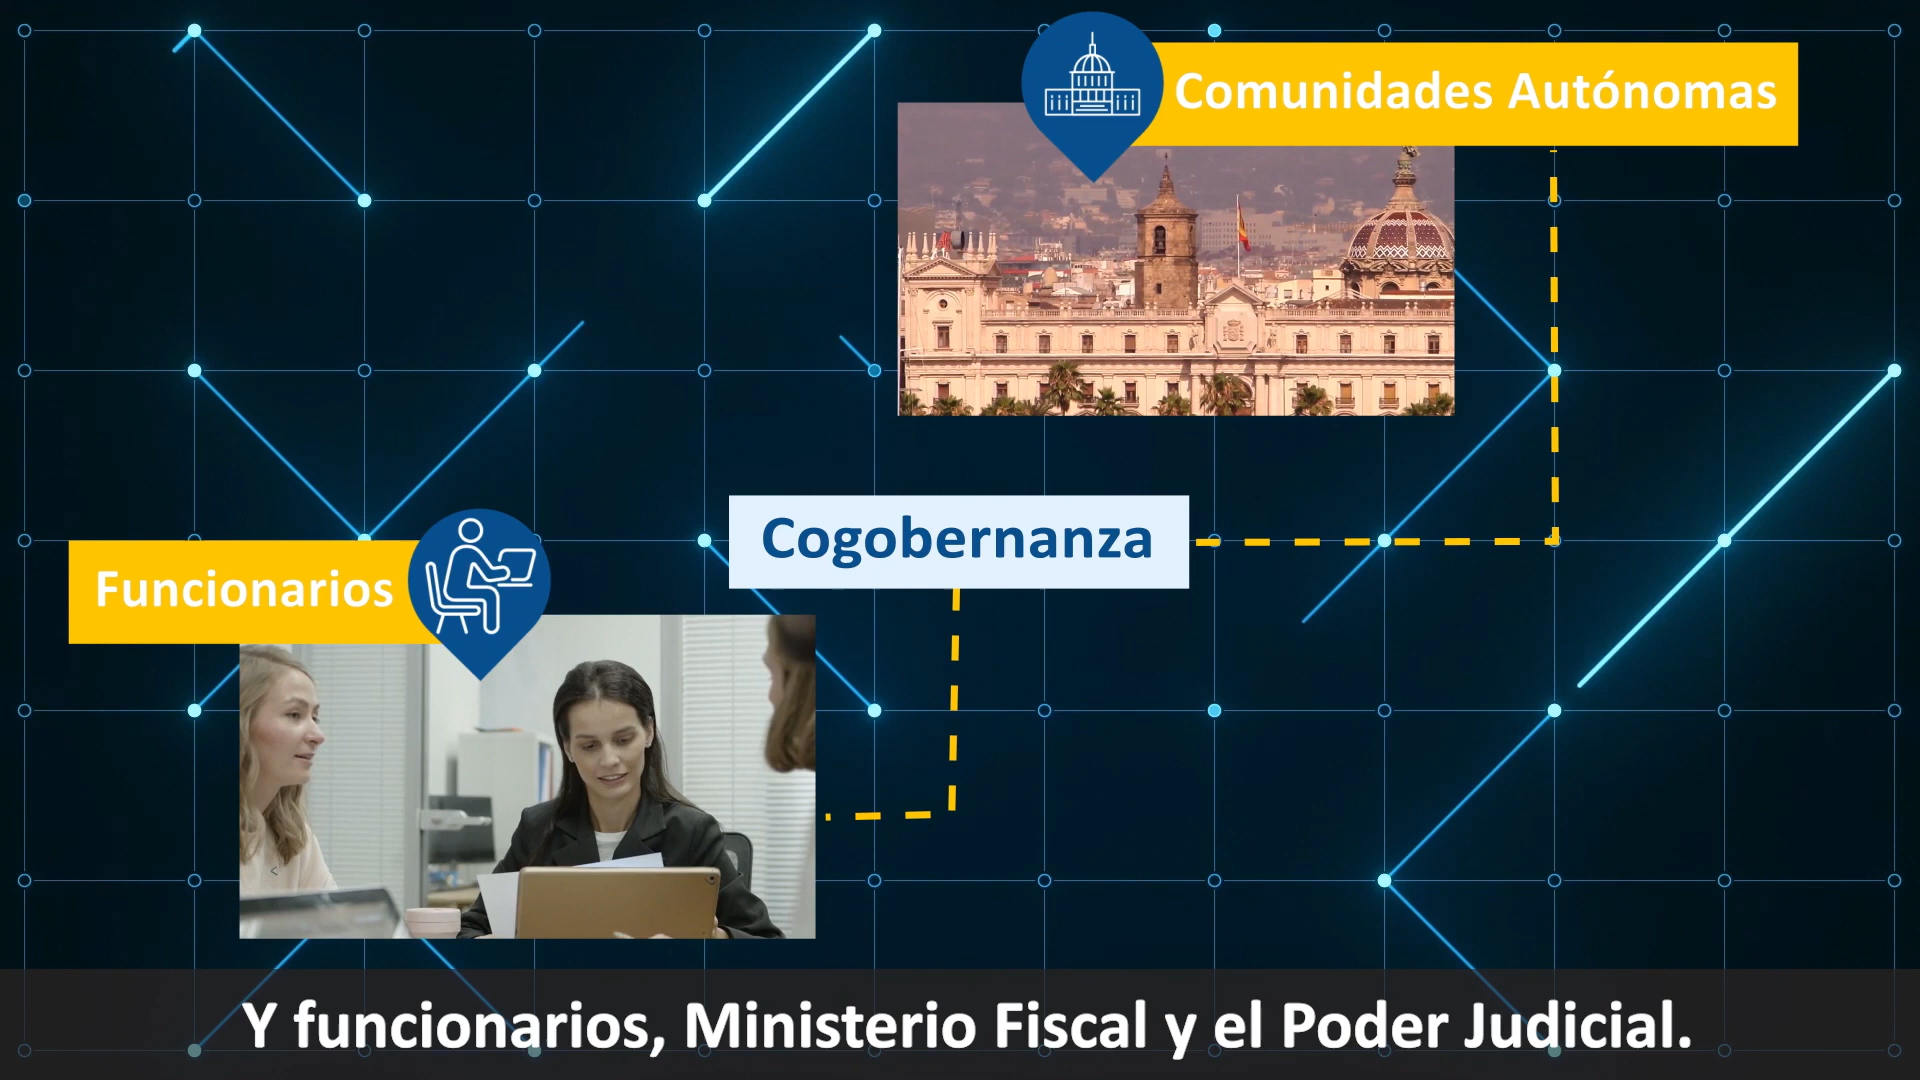 Comunidades Autónomas
Cogobernanza
Funcionarios
Y funcionarios, Ministerio Fiscal y el Poder Judicial.